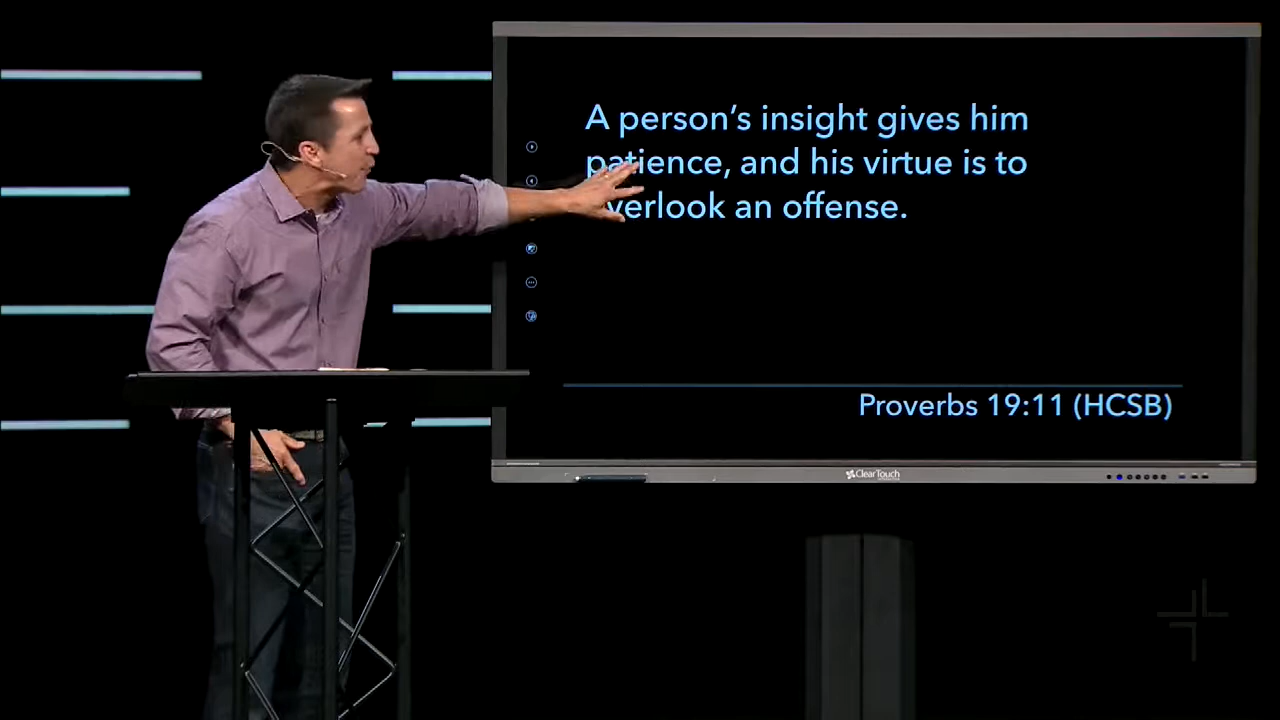 A person's insight gives him
patience, and his virtue is to
overlook an offense.
Proverbs 19:11 (HCSB)
ClearTouch